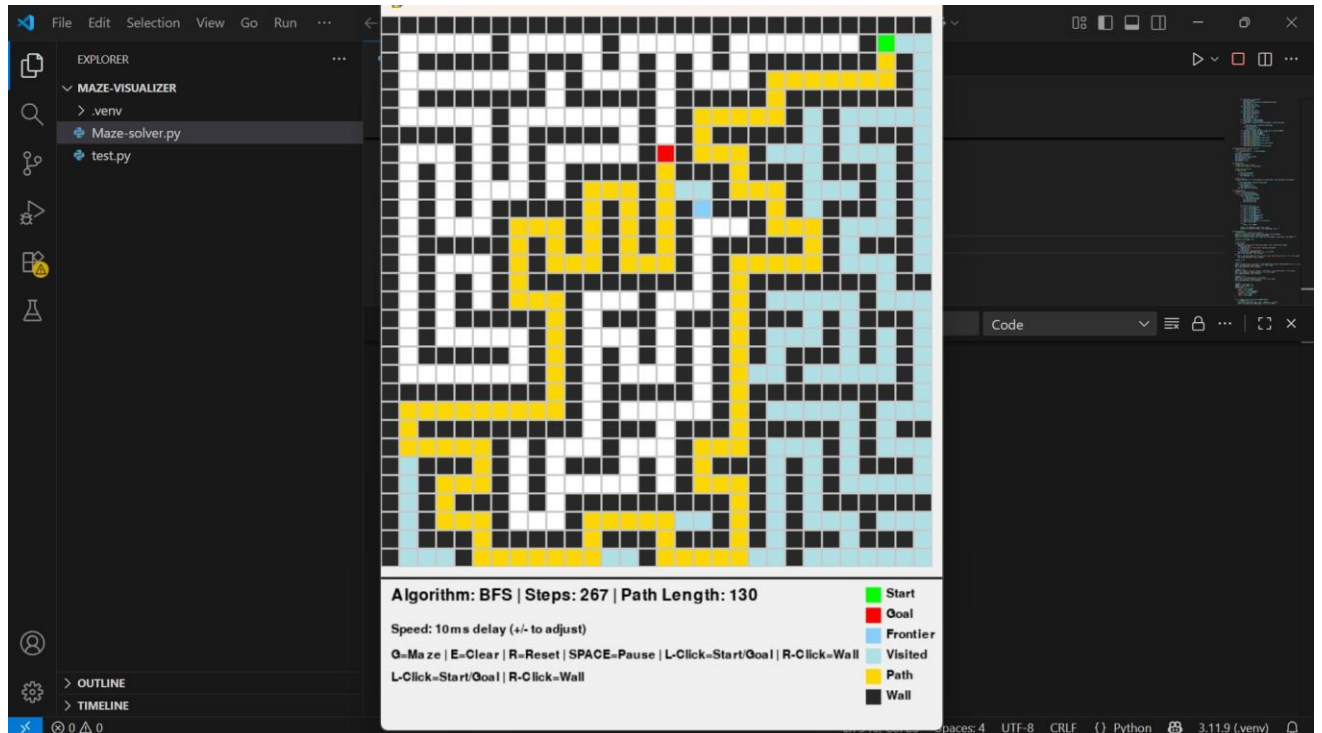 File Edit Selection View Go Run ...
EXPLORER ...
MAZE-VISUALIZER
.venv
Maze-solver.py
test.py
Code
Algorithm: BFS | Steps: 267 | Path Length: 130
Speed: 10ms delay (+/- to adjust)
G=Maze | E=Clear | R=Reset | SPACE=Pause | L-Click=Start/Goal | R-Click=Wall
L-Click=Start/Goal | R-Click=Wall
Start
Goal
Frontier
Visited
Path
Wall
OUTLINE
TIMELINE
0 0
Spaces: 4 UTF-8 CRLF {} Python 3.11.9 (.venv)